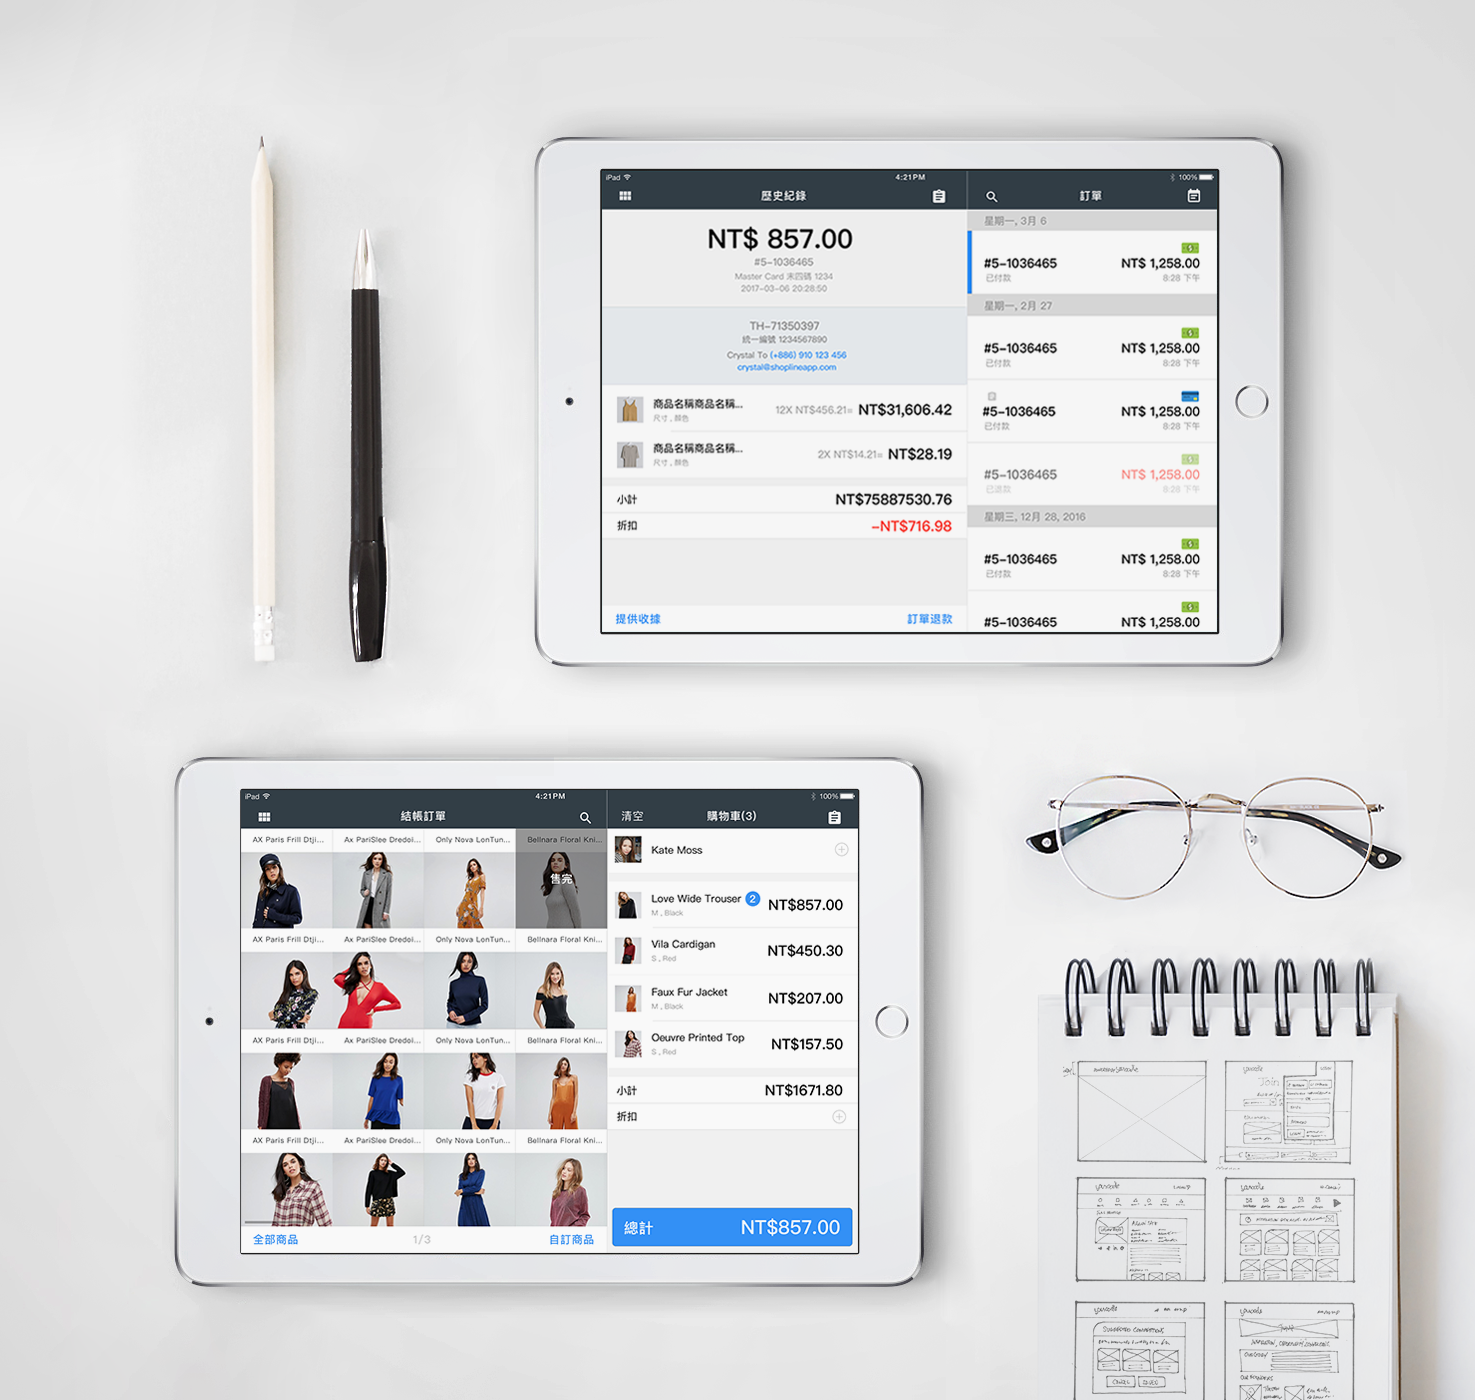 iPad
4:21PM
100%
歷史紀錄
訂單
NT$ 857.00
#5-1036465
Master Card 末四碼 1234
2017-03-06 20:28:50
TH-71350397
統一編號 1234567890
Crystal To (+886) 910 123 456
crystal@shoplineapp.com
商品名稱商品名稱...
尺寸 , 顏色
12X NT$456.21= NT$31,606.42
商品名稱商品名稱...
尺寸 , 顏色
2X NT$14.21= NT$28.19
小計 NT$75887530.76
折扣 -NT$716.98
提供收據 訂單退款
星期一, 3月 6
#5-1036465 NT$ 1,258.00
已付款 8:28 下午
星期一, 2月 27
#5-1036465 NT$ 1,258.00
已付款 8:28 下午
#5-1036465 NT$ 1,258.00
已付款 8:28 下午
#5-1036465 NT$ 1,258.00
已退款 8:28 下午
星期三, 12月 28, 2016
#5-1036465 NT$ 1,258.00
已付款 8:28 下午
#5-1036465 NT$ 1,258.00
iPad
4:21PM
100%
結帳訂單
清空 購物車(3)
AX Paris Frill Dtji... Ax PariSlee Dredoi... Only Nova LonTun... Bellnara Floral Kni...
售完
AX Paris Frill Dtji... Ax PariSlee Dredoi... Only Nova LonTun... Bellnara Floral Kni...
AX Paris Frill Dtji... Ax PariSlee Dredoi... Only Nova LonTun... Bellnara Floral Kni...
AX Paris Frill Dtji... Ax PariSlee Dredoi... Only Nova LonTun... Bellnara Floral Kni...
全部商品 1/3 自訂商品
Kate Moss
Love Wide Trouser 2 NT$857.00
M , Black
Vila Cardigan NT$450.30
S , Red
Faux Fur Jacket NT$207.00
M , Black
Oeuvre Printed Top NT$157.50
S , Red
小計 NT$1671.80
折扣
總計 NT$857.00
Join
SUGGESTED CONNECTIONS
CANCEL
CATEGORY
OUR FOUNDERS